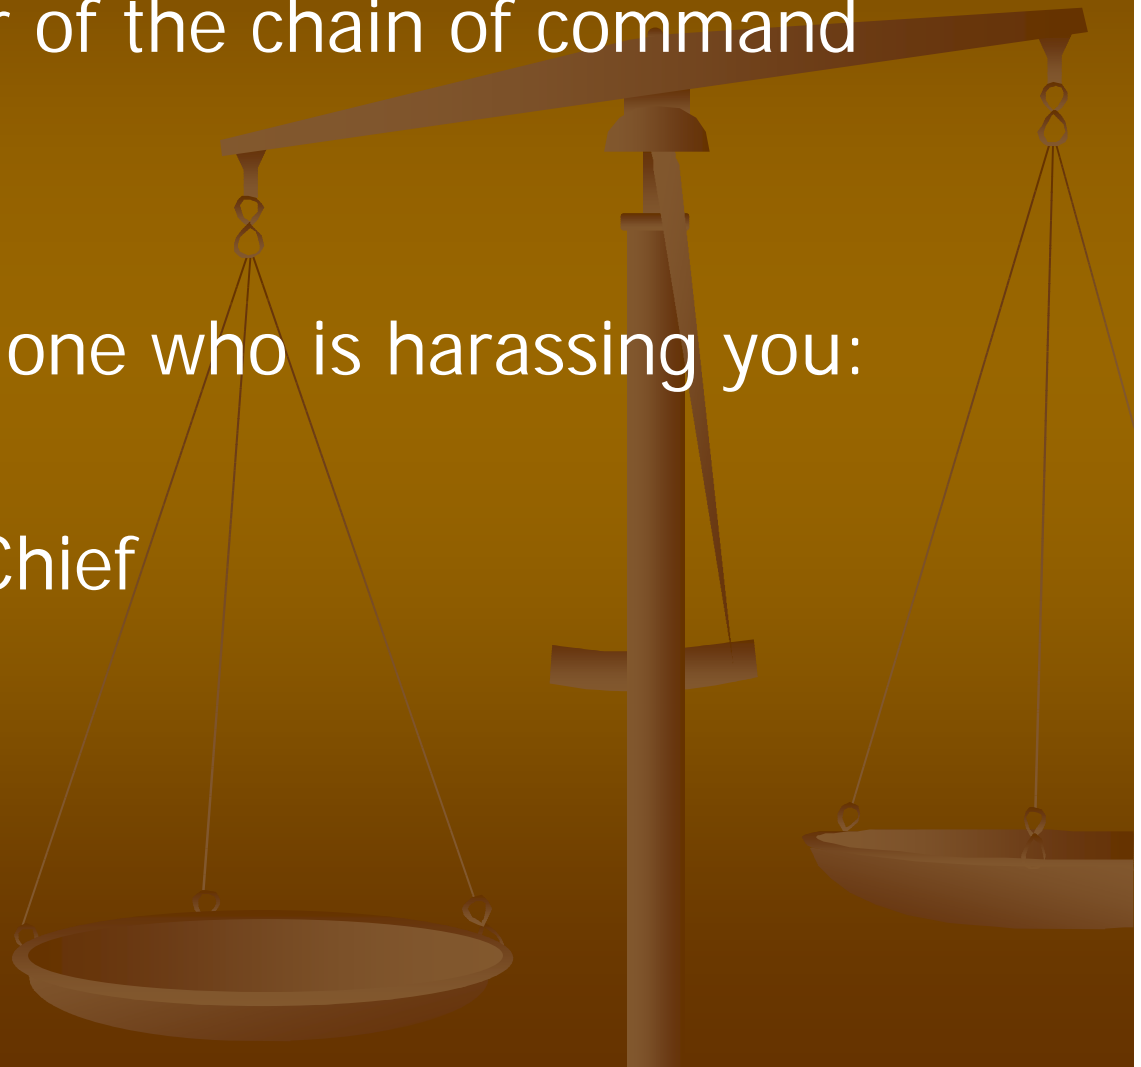 of the chain of command
one who is harassing you:
Chief